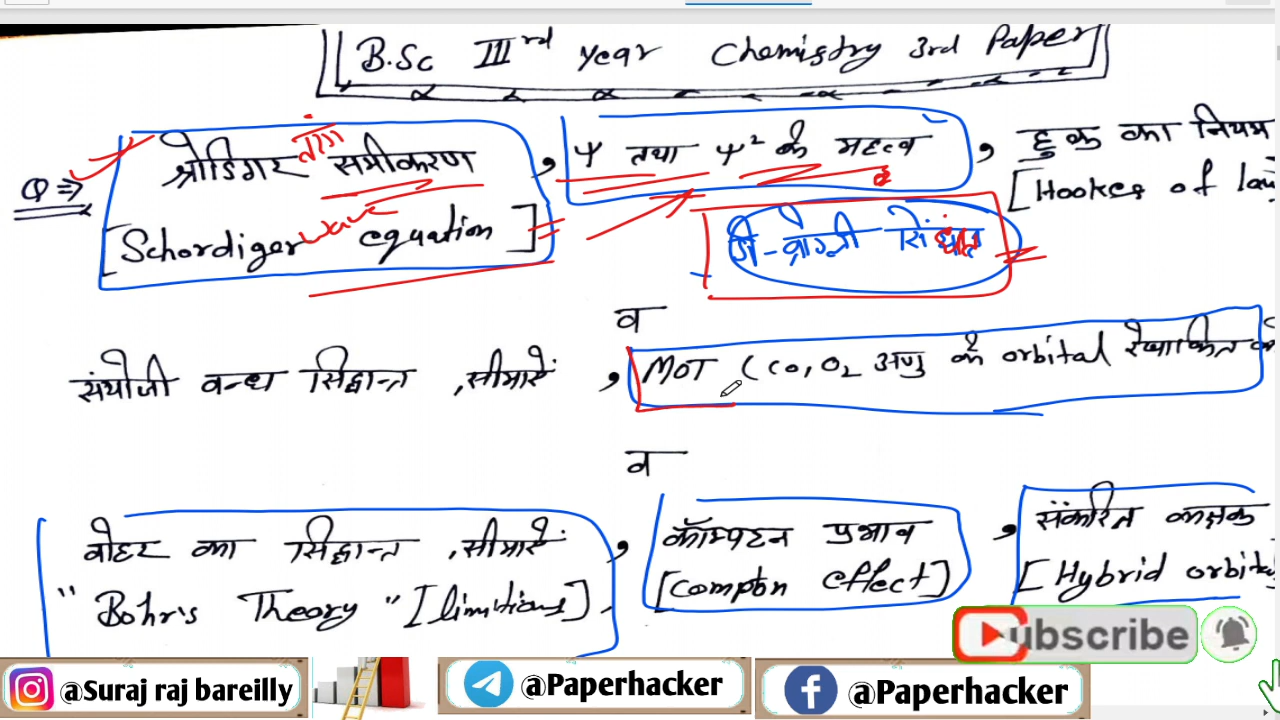 B.Sc IIIrd Year Chemistry 3rd Paper
Q ⇒ श्रोडिंगर तरंग समीकरण , Ψ तथा Ψ² के महत्व , हुक का नियम
[Schordiger wave equation] [Hookes of law
डी-ब्रोग्ली सिद्धांत
व
संयोजी बन्ध सिद्धान्त , सीमाऐं , MOT (CO, O₂ अणु के orbital रेखांकित
व
बोहर का सिद्धान्त , सीमाऐं , कॉम्पटन प्रभाव , संकरित कक्षक
"Bohr's Theory" [limitions] , [Compton effect] [Hybrid orbita
Subscribe
@Suraj raj bareilly @Paperhacker @Paperhacker